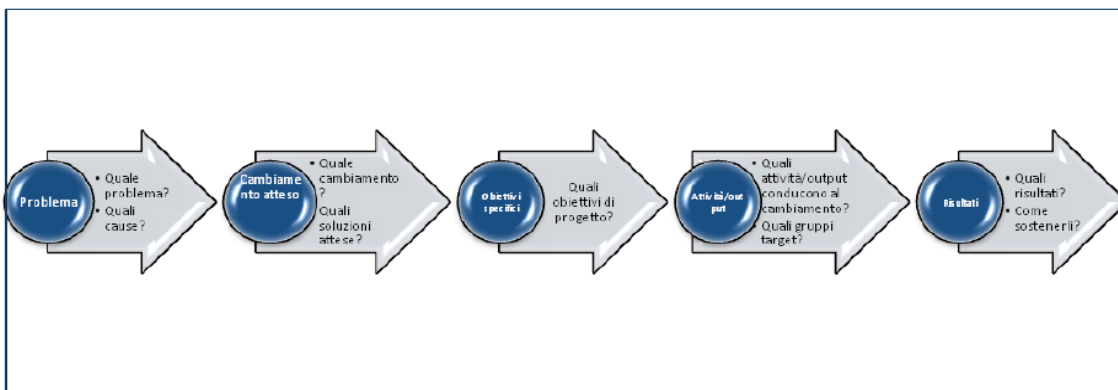 Problema
• Quale
problema?
• Quali
cause?
Cambiame
nto atteso
• Quale
cambiamento
?
• Quali
soluzioni
attese?
Obiettivi
specifici
Quali
obiettivi di
progetto?
Attività/out
put
• Quali
attività/output
conducono al
cambiamento?
• Quali gruppi
target?
Risultati
• Quali
risultati?
• Come
sostenerli?